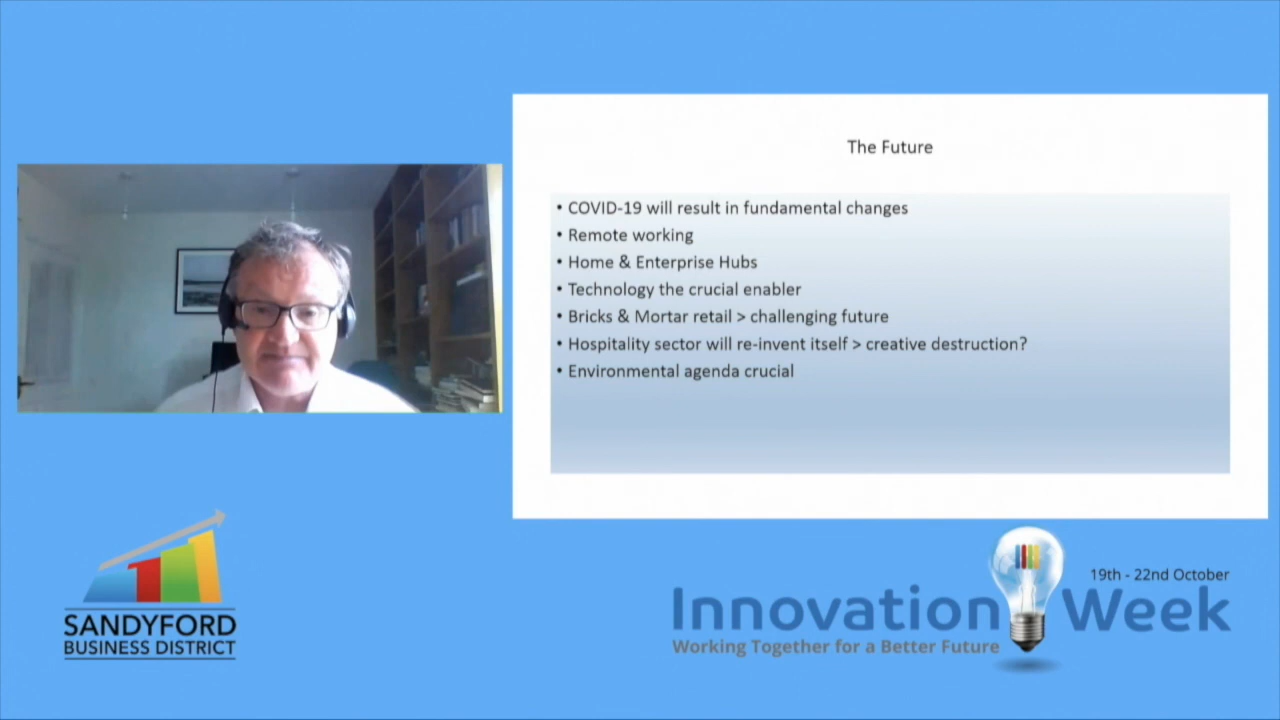 The Future
• COVID-19 will result in fundamental changes
• Remote working
• Home & Enterprise Hubs
• Technology the crucial enabler
• Bricks & Mortar retail > challenging future
• Hospitality sector will re-invent itself > creative destruction?
• Environmental agenda crucial
SANDYFORD
BUSINESS DISTRICT
19th - 22nd October
Innovation Week
Working Together for a Better Future